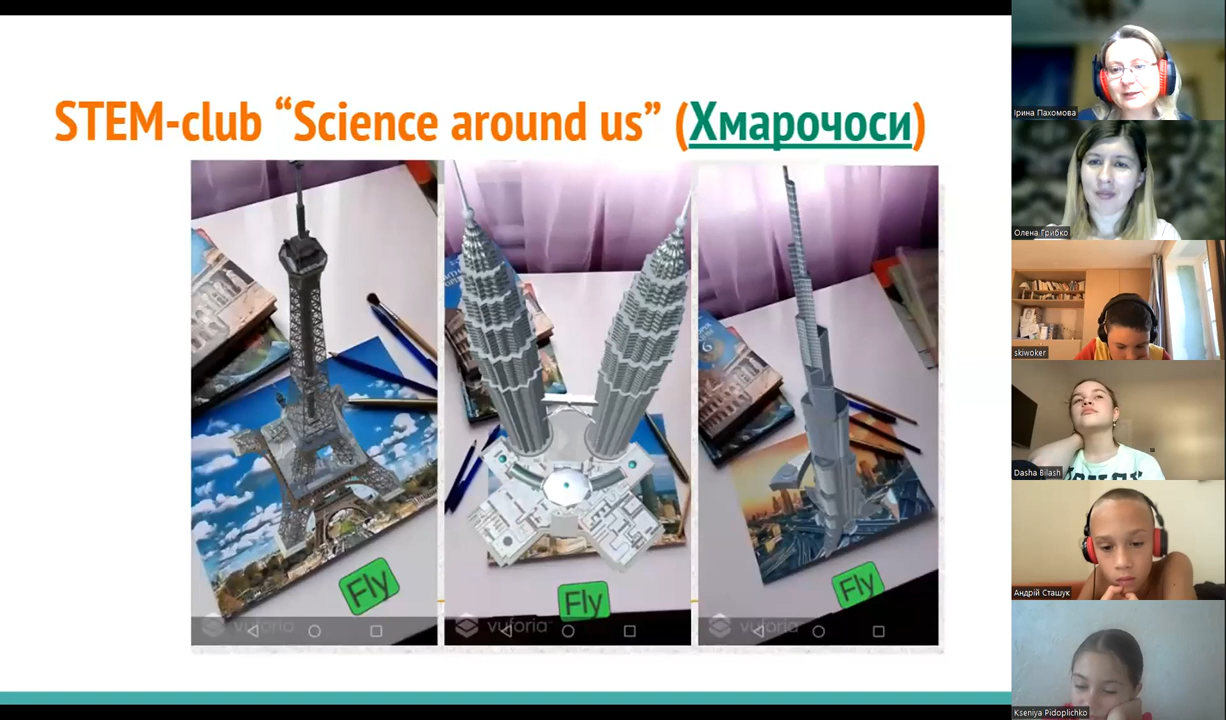 STEM-club “Science around us” (Хмарочоси)
Fly
Fly
Fly
vuforia
vuforia
vuforia
Ірина Пахомова
Олена Грибко
skiwoker
Dasha Bilash
Андрій Сташук
Kseniya Pidoplichko